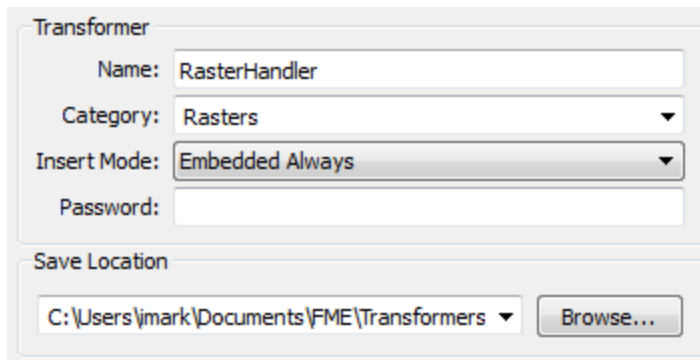 Transformer
Name: RasterHandler
Category: Rasters
Insert Mode: Embedded Always
Password:
Save Location
C:\Users\imark\Documents\FME\Transformers Browse...